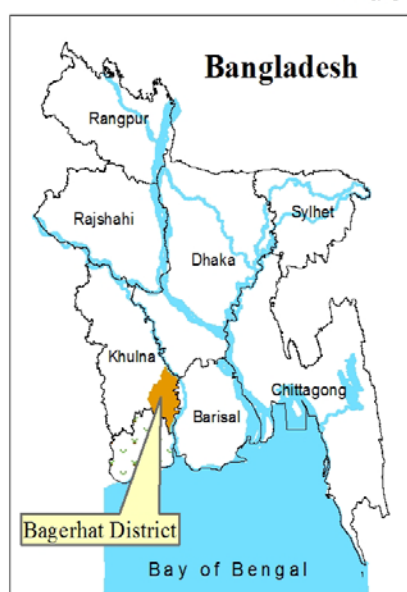 Bangladesh
Rangpur
Rajshahi
Sylhet
Dhaka
Khulna
Chittagong
Barisal
Bagerhat District
Bay of Bengal